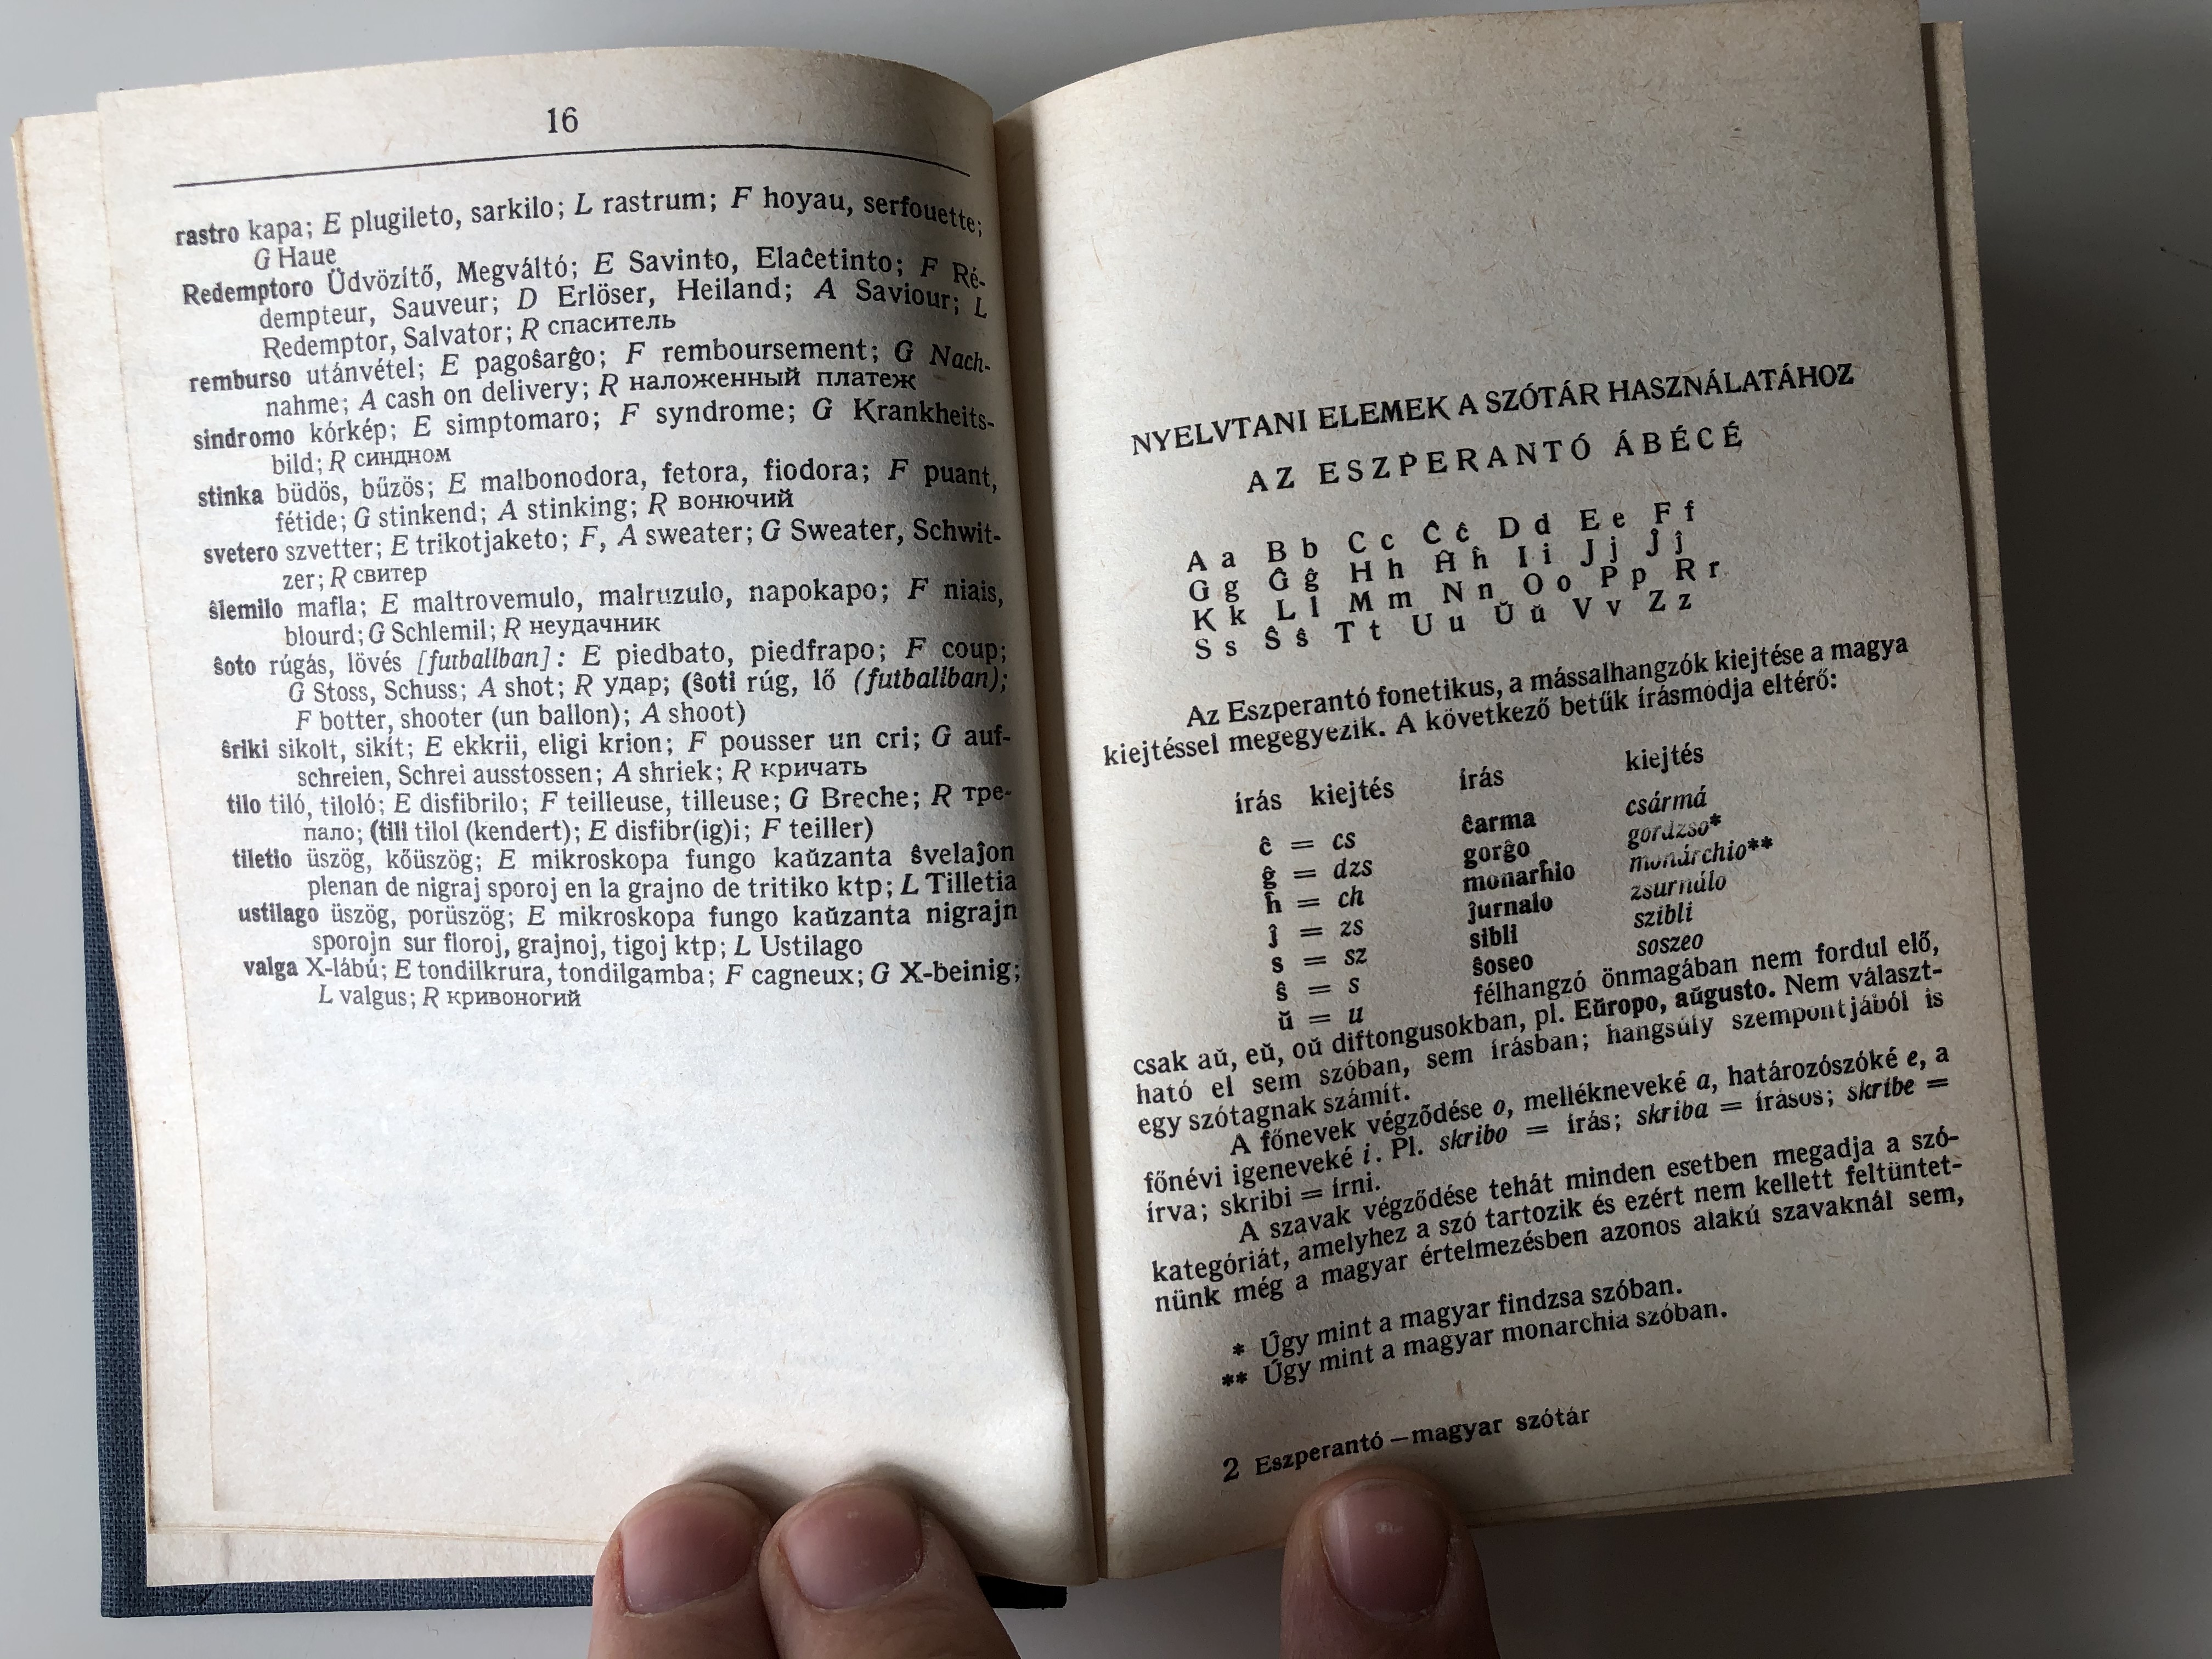 16
rastro kapa; E plugileto, sarkilo; L rastrum; F hoyau, serfouette;
G Haue
Redemptoro Üdvözítő, Megváltó; E Savinto, Elaĉetinto; F Ré-
dempteur, Sauveur; D Erlöser, Heiland; A Saviour; L
Redemptor, Salvator; R спаситель
remburso utánvétel; E pagoŝarĝo; F remboursement; G Nach-
nahme; A cash on delivery; R наложенный платеж
sindromo kórkép; E simptomaro; F syndrome; G Krankheits-
bild; R синдном
stinka büdös, bűzös; E malbonodora, fetora, fiodora; F puant,
fétide; G stinkend; A stinking; R вонючий
svetero szvetter; E trikotjaketo; F, A sweater; G Sweater, Schwit-
zer; R свитер
ŝlemilo mafla; E maltrovemulo, malruzulo, napokapo; F niais,
blourd; G Schlemil; R неудачник
ŝoto rúgás, lövés [futballban]: E piedbato, piedfrapo; F coup;
G Stoss, Schuss; A shot; R удар; (ŝoti rúg, lő (futballban);
F botter, shooter (un ballon); A shoot)
ŝriki sikolt, sikít; E ekkrii, eligi krion; F pousser un cri; G auf-
schreien, Schrei ausstossen; A shriek; R кричать
tilo tiló, tiloló; E disfibrilo; F teilleuse, tilleuse; G Breche; R тре-
пало; (tili tilol (kendert); E disfibr(ig)i; F teiller)
tiletio üszög, kőüszög; E mikroskopa fungo kaŭzanta ŝvelaĵon
plenan de nigraj sporoj en la grajno de tritiko ktp; L Tilletia
ustilago üszög, porüszög; E mikroskopa fungo kaŭzanta nigrajn
sporojn sur floroj, grajnoj, tigoj ktp; L Ustilago
valga X-lábú; E tondilkrura, tondilgamba; F cagneux; G X-beinig;
L valgus; R кривоногий
NYELVTANI ELEMEK A SZÓTÁR HASZNÁLATÁHOZ
AZ ESZPERANTÓ ÁBÉCÉ
A a B b C c Ĉ ĉ D d E e F f
G g Ĝ ĝ H h Ĥ ĥ I i J j Ĵ ĵ
K k L l M m N n O o P p R r
S s Ŝ ŝ T t U u Ŭ ŭ V v Z z
Az Eszperantó fonetikus, a mássalhangzók kiejtése a magya
kiejtéssel megegyezik. A következő betűk írásmódja eltérő:
írás kiejtés írás kiejtés
ĉ = cs ĉarma csármá
ĝ = dzs gorĝo gordzso*
ĥ = ch monarĥio monárchio**
ĵ = zs ĵurnalo zsurnálo
s = sz sibli szibli
ŝ = s ŝoseo soszeo
ŭ = u félhangzó önmagában nem fordul elő,
csak aŭ, eŭ, oŭ diftongusokban, pl. Eŭropo, aŭgusto. Nem választ-
ható el sem szóban, sem írásban; hangsúly szempontjából is
egy szótagnak számít.
A főnevek végződése o, mellékneveké a, határozószóké e, a
főnévi igeneveké i. Pl. skribo = írás; skriba = írásos; skribe =
írva; skribi = írni.
A szavak végződése tehát minden esetben megadja a szó-
kategóriát, amelyhez a szó tartozik és ezért nem kellett feltüntet-
nünk még a magyar értelmezésben azonos alakú szavaknál sem,
* Úgy mint a magyar findzsa szóban.
** Úgy mint a magyar monarchia szóban.
2 Eszperantó—magyar szótár